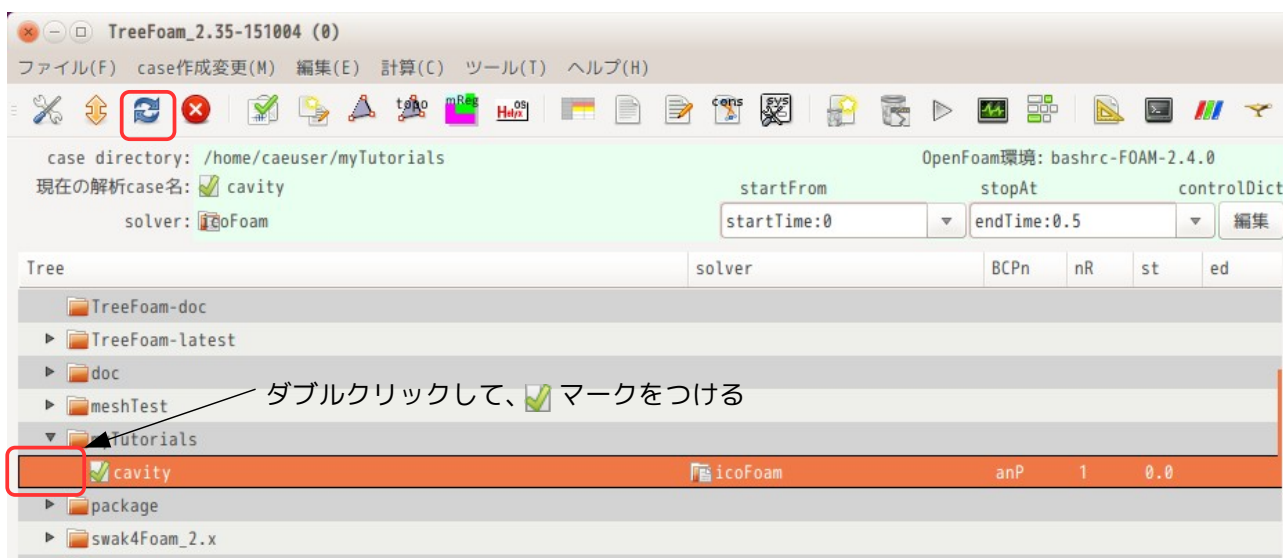 TreeFoam_2.35-151004 (0)
ファイル(F) case作成変更(M) 編集(E) 計算(C) ツール(T) ヘルプ(H)
topo mReg Helyx OS cons sys
case directory: /home/caeuser/myTutorials OpenFoam環境: bashrc-FOAM-2.4.0
現在の解析case名: cavity startFrom stopAt controlDict
solver: icoFoam startTime:0 endTime:0.5 編集
Tree solver BCPn nR st ed
TreeFoam-doc
TreeFoam-latest
doc
ダブルクリックして、 マークをつける
meshTest
myTutorials
cavity icoFoam anP 1 0.0
package
swak4Foam_2.x